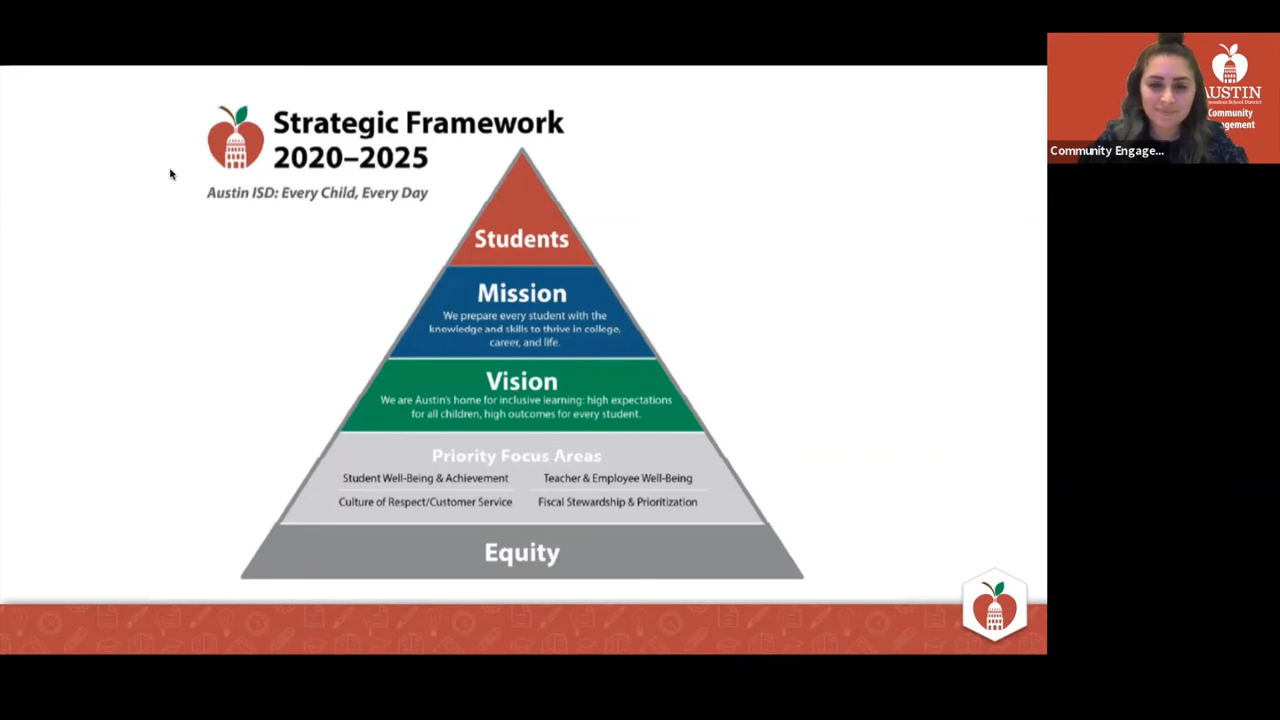 Strategic Framework
2020–2025
Austin ISD: Every Child, Every Day
Students
Mission
We prepare every student with the
knowledge and skills to thrive in college,
career, and life.
Vision
We are Austin's home for inclusive learning: high expectations
for all children, high outcomes for every student.
Priority Focus Areas
Student Well-Being & Achievement
Teacher & Employee Well-Being
Culture of Respect/Customer Service
Fiscal Stewardship & Prioritization
Equity
AUSTIN
School District
Community
Community Engage...